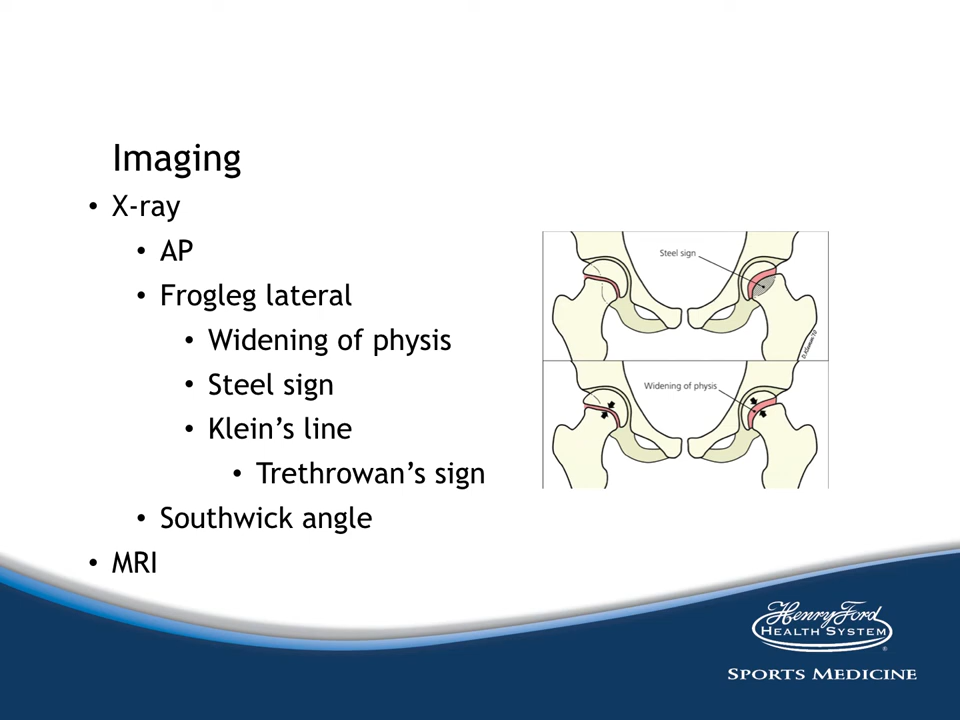 Imaging
• X-ray
• AP
• Frogleg lateral
• Widening of physis
• Steel sign
• Klein's line
• Trethrowan's sign
• Southwick angle
• MRI
Steel sign
Widening of physis
Henry Ford
HEALTH SYSTEM
®
SPORTS MEDICINE